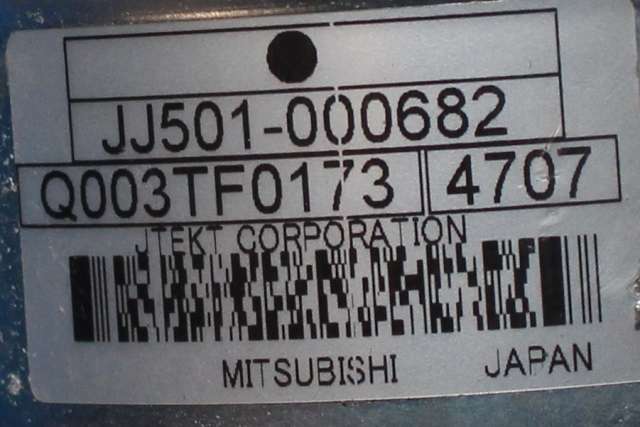 JJ501-000682
Q003TF0173 4707
JTEKT CORPORATION
MITSUBISHI JAPAN